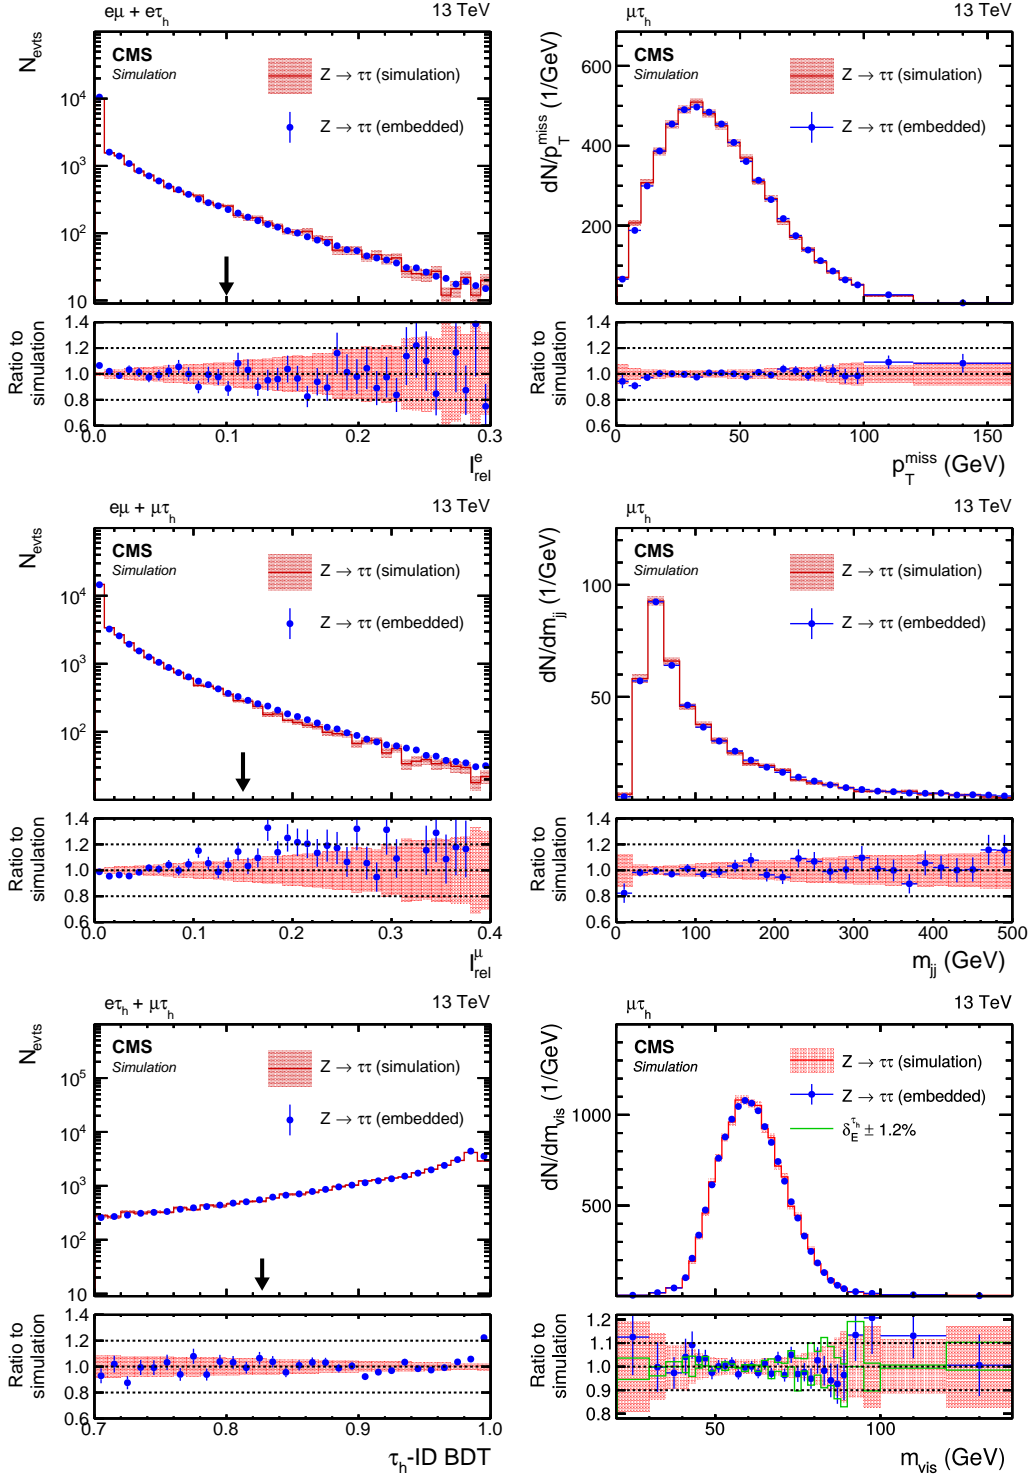 eμ + eτh 13 TeV
Nevts
CMS
Simulation
Z → ττ (simulation)
Z → ττ (embedded)
10^4
10^3
10^2
10
Ratio to
simulation
1.4
1.2
1.0
0.8
0.6
0.0 0.1 0.2 0.3
I^e_rel
μτh 13 TeV
dN/p_T^miss (1/GeV)
CMS
Simulation
Z → ττ (simulation)
Z → ττ (embedded)
600
400
200
Ratio to
simulation
1.4
1.2
1.0
0.8
0.6
0 50 100 150
p_T^miss (GeV)
eμ + μτh 13 TeV
Nevts
CMS
Simulation
Z → ττ (simulation)
Z → ττ (embedded)
10^4
10^3
10^2
Ratio to
simulation
1.4
1.2
1.0
0.8
0.6
0.0 0.1 0.2 0.3 0.4
I^μ_rel
μτh 13 TeV
dN/dm_jj (1/GeV)
CMS
Simulation
Z → ττ (simulation)
Z → ττ (embedded)
100
50
Ratio to
simulation
1.4
1.2
1.0
0.8
0.6
0 100 200 300 400 500
m_jj (GeV)
eτh + μτh 13 TeV
Nevts
CMS
Simulation
Z → ττ (simulation)
Z → ττ (embedded)
10^5
10^4
10^3
10^2
10
Ratio to
simulation
1.4
1.2
1.0
0.8
0.6
0.7 0.8 0.9 1.0
τh-ID BDT
μτh 13 TeV
dN/dm_vis (1/GeV)
CMS
Simulation
Z → ττ (simulation)
Z → ττ (embedded)
δ_E^τh ± 1.2%
1000
500
Ratio to
simulation
1.2
1.1
1.0
0.9
0.8
50 100
m_vis (GeV)